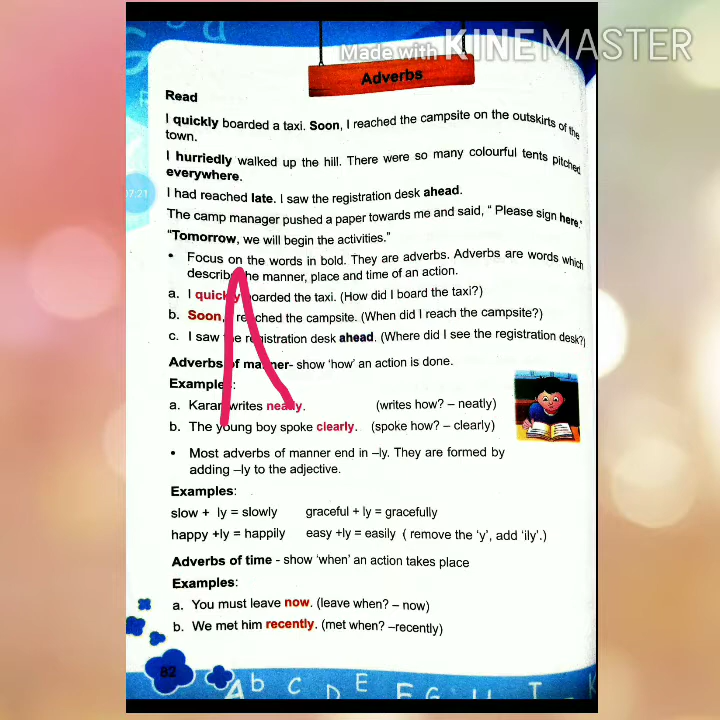 Made with KINEMASTER
Adverbs
Read
I quickly boarded a taxi. Soon, I reached the campsite on the outskirts of the
town.
I hurriedly walked up the hill. There were so many colourful tents pitched
everywhere.
I had reached late. I saw the registration desk ahead.
The camp manager pushed a paper towards me and said, “ Please sign here.”
“Tomorrow, we will begin the activities.”
• Focus on the words in bold. They are adverbs. Adverbs are words which
describe the manner, place and time of an action.
a. I quickly boarded the taxi. (How did I board the taxi?)
b. Soon, I reached the campsite. (When did I reach the campsite?)
c. I saw the registration desk ahead. (Where did I see the registration desk?)
Adverbs of manner- show ‘how’ an action is done.
Examples:
a. Karan writes neatly. (writes how? – neatly)
b. The young boy spoke clearly. (spoke how? – clearly)
• Most adverbs of manner end in –ly. They are formed by
adding –ly to the adjective.
Examples:
slow + ly = slowly graceful + ly = gracefully
happy +ly = happily easy +ly = easily ( remove the ‘y’, add ‘ily’.)
Adverbs of time - show ‘when’ an action takes place
Examples:
a. You must leave now. (leave when? – now)
b. We met him recently. (met when? –recently)
82
A b C D E F G